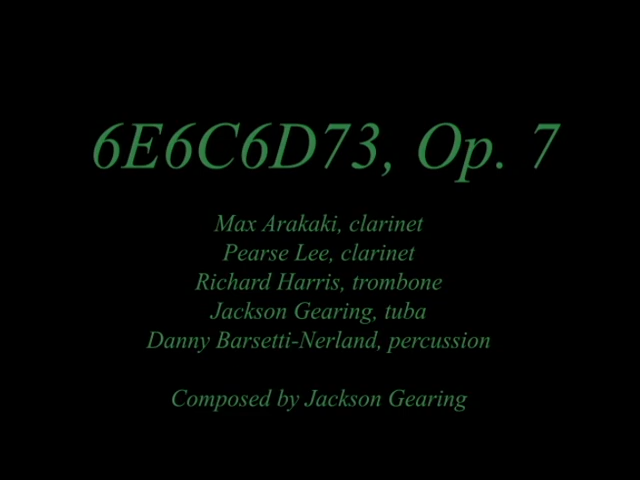 6E6C6D73, Op. 7
Max Arakaki, clarinet
Pearse Lee, clarinet
Richard Harris, trombone
Jackson Gearing, tuba
Danny Barsetti-Nerland, percussion
Composed by Jackson Gearing